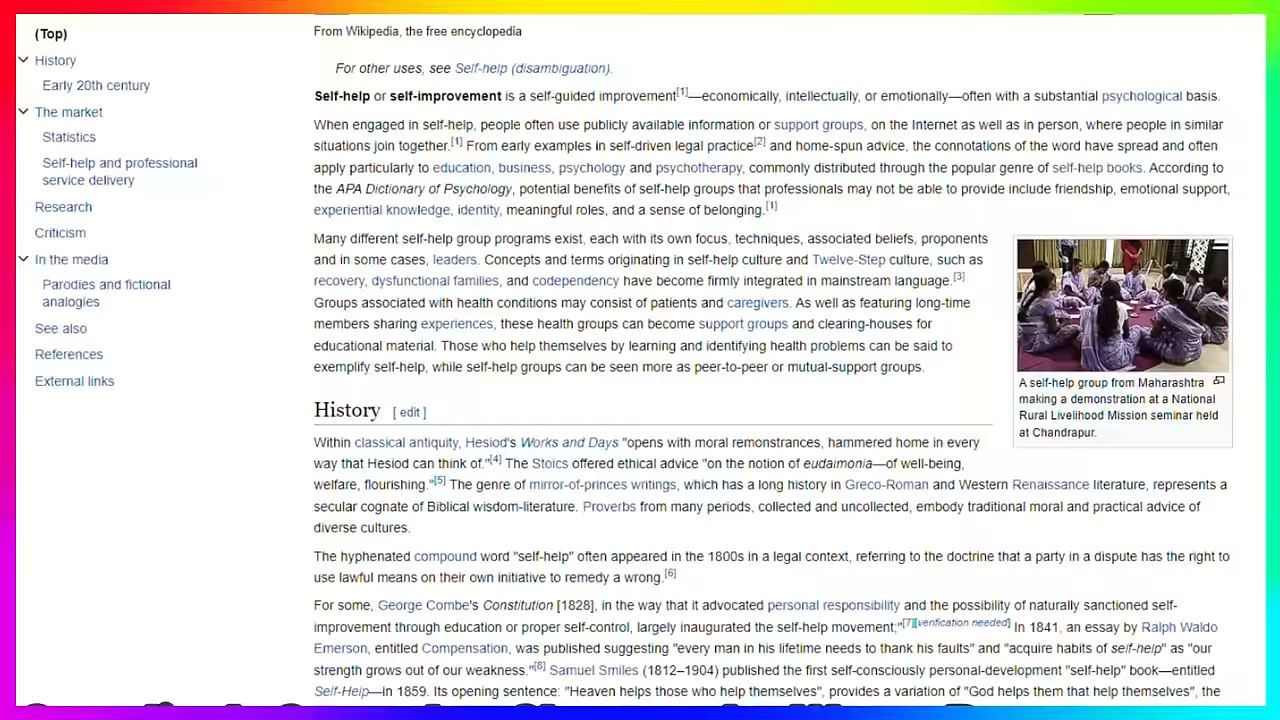 (Top)
History
Early 20th century
The market
Statistics
Self-help and professional
service delivery
Research
Criticism
In the media
Parodies and fictional
analogies
See also
References
External links
From Wikipedia, the free encyclopedia
For other uses, see Self-help (disambiguation).
Self-help or self-improvement is a self-guided improvement[1]—economically, intellectually, or emotionally—often with a substantial psychological basis.
When engaged in self-help, people often use publicly available information or support groups, on the Internet as well as in person, where people in similar
situations join together.[1] From early examples in self-driven legal practice[2] and home-spun advice, the connotations of the word have spread and often
apply particularly to education, business, psychology and psychotherapy, commonly distributed through the popular genre of self-help books. According to
the APA Dictionary of Psychology, potential benefits of self-help groups that professionals may not be able to provide include friendship, emotional support,
experiential knowledge, identity, meaningful roles, and a sense of belonging.[1]
Many different self-help group programs exist, each with its own focus, techniques, associated beliefs, proponents
and in some cases, leaders. Concepts and terms originating in self-help culture and Twelve-Step culture, such as
recovery, dysfunctional families, and codependency have become firmly integrated in mainstream language.[3]
Groups associated with health conditions may consist of patients and caregivers. As well as featuring long-time
members sharing experiences, these health groups can become support groups and clearing-houses for
educational material. Those who help themselves by learning and identifying health problems can be said to
exemplify self-help, while self-help groups can be seen more as peer-to-peer or mutual-support groups.
A self-help group from Maharashtra
making a demonstration at a National
Rural Livelihood Mission seminar held
at Chandrapur.
History [ edit ]
Within classical antiquity, Hesiod's Works and Days "opens with moral remonstrances, hammered home in every
way that Hesiod can think of."[4] The Stoics offered ethical advice "on the notion of eudaimonia—of well-being,
welfare, flourishing."[5] The genre of mirror-of-princes writings, which has a long history in Greco-Roman and Western Renaissance literature, represents a
secular cognate of Biblical wisdom-literature. Proverbs from many periods, collected and uncollected, embody traditional moral and practical advice of
diverse cultures.
The hyphenated compound word "self-help" often appeared in the 1800s in a legal context, referring to the doctrine that a party in a dispute has the right to
use lawful means on their own initiative to remedy a wrong.[6]
For some, George Combe's Constitution [1828], in the way that it advocated personal responsibility and the possibility of naturally sanctioned self-
improvement through education or proper self-control, largely inaugurated the self-help movement;"[7][verification needed] In 1841, an essay by Ralph Waldo
Emerson, entitled Compensation, was published suggesting "every man in his lifetime needs to thank his faults" and "acquire habits of self-help" as "our
strength grows out of our weakness."[8] Samuel Smiles (1812–1904) published the first self-consciously personal-development "self-help" book—entitled
Self-Help—in 1859. Its opening sentence: "Heaven helps those who help themselves", provides a variation of "God helps them that help themselves", the